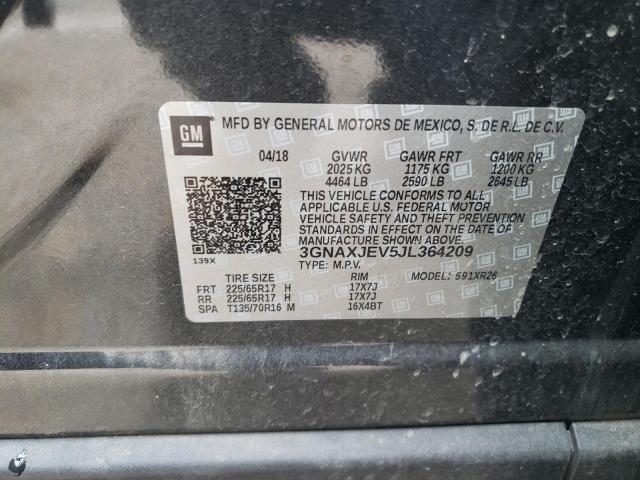 GM MFD BY GENERAL MOTORS DE MEXICO, S. DE R.L. DE C.V.
04/18 GVWR GAWR FRT GAWR RR
2025 KG 1175 KG 1200 KG
4464 LB 2590 LB 2645 LB
THIS VEHICLE CONFORMS TO ALL
APPLICABLE U.S. FEDERAL MOTOR
VEHICLE SAFETY AND THEFT PREVENTION
STANDARDS IN EFFECT ON THE DATE OF
MANUFACTURE SHOWN ABOVE.
139X
3GNAXJEV5JL364209
TYPE: M.P.V. MODEL: 591XR26
TIRE SIZE RIM
FRT 225/65R17 H 17X7J
RR 225/65R17 H 17X7J
SPA T135/70R16 M 16X4BT